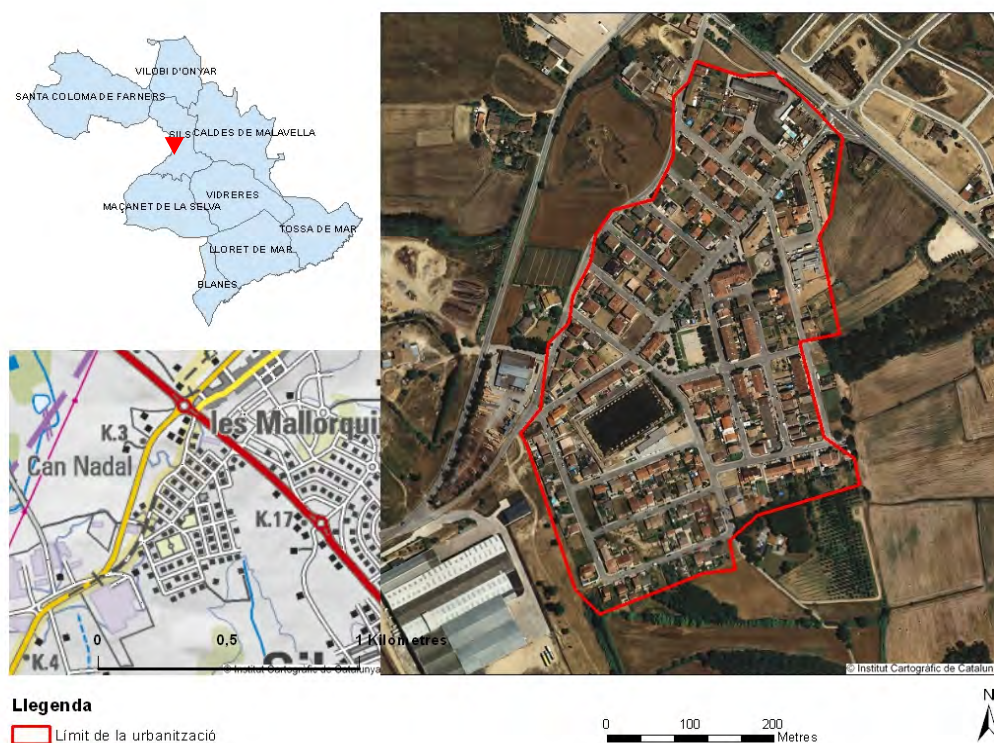 VILOBI D'ONYAR
SANTA COLOMA DE FARNERS
SILS
CALDES DE MALAVELLA
VIDRERES
MAÇANET DE LA SELVA
TOSSA DE MAR
LLORET DE MAR
BLANES
les Mallorqui
K.3
Can Nadal
K.17
0 0,5 1 Kilòmetres
K.4
© Institut Cartogràfic de Catalunya
© Institut Cartogràfic de Catalun
Llegenda
Límit de la urbanització
0 100 200
Metres
N